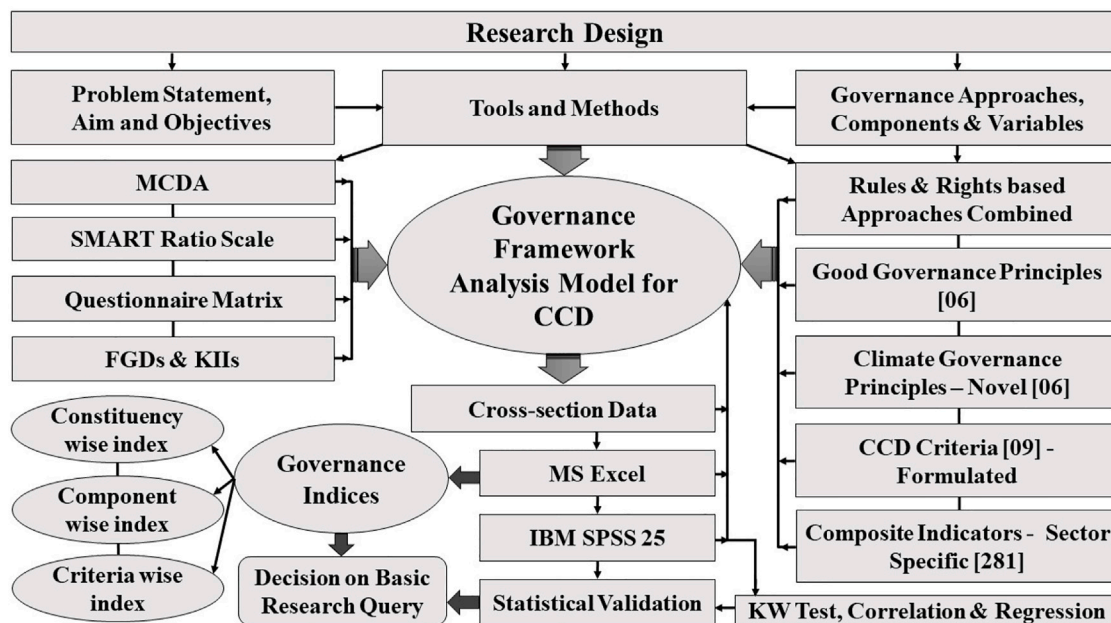 Research Design
Problem Statement,
Aim and Objectives
Tools and Methods
Governance Approaches,
Components & Variables
MCDA
SMART Ratio Scale
Questionnaire Matrix
FGDs & KIIs
Governance
Framework
Analysis Model for
CCD
Rules & Rights based
Approaches Combined
Good Governance Principles
[06]
Climate Governance
Principles – Novel [06]
CCD Criteria [09] -
Formulated
Composite Indicators - Sector
Specific [281]
Cross-section Data
MS Excel
IBM SPSS 25
Statistical Validation
KW Test, Correlation & Regression
Governance
Indices
Decision on Basic
Research Query
Constituency
wise index
Component
wise index
Criteria wise
index